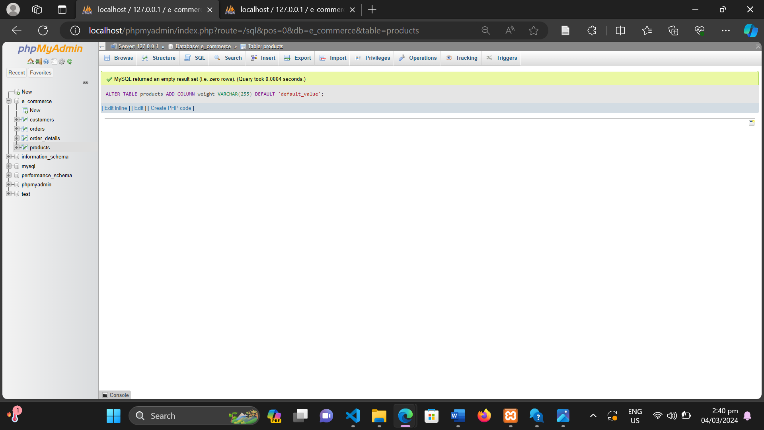 localhost / 127.0.0.1 / e-commer
localhost / 127.0.0.1 / e-commer
localhost/phpmyadmin/index.php?route=/sql&pos=0&db=e_commerce&table=products
phpMyAdmin
Recent Favorites
New
e_commerce
New
customers
orders
order_details
products
information_schema
mysql
performance_schema
phpmyadmin
test
Server: 127.0.0.1 » Database: e_commerce » Table: products
Browse Structure SQL Search Insert Export Import Privileges Operations Tracking Triggers
MySQL returned an empty result set (i.e. zero rows). (Query took 0.0004 seconds.)
ALTER TABLE products ADD COLUMN weight VARCHAR(255) DEFAULT 'default_value';
[ Edit inline ] [ Edit ] [ Create PHP code ]
Console
Search
ENG
US
2:40 pm
04/03/2024